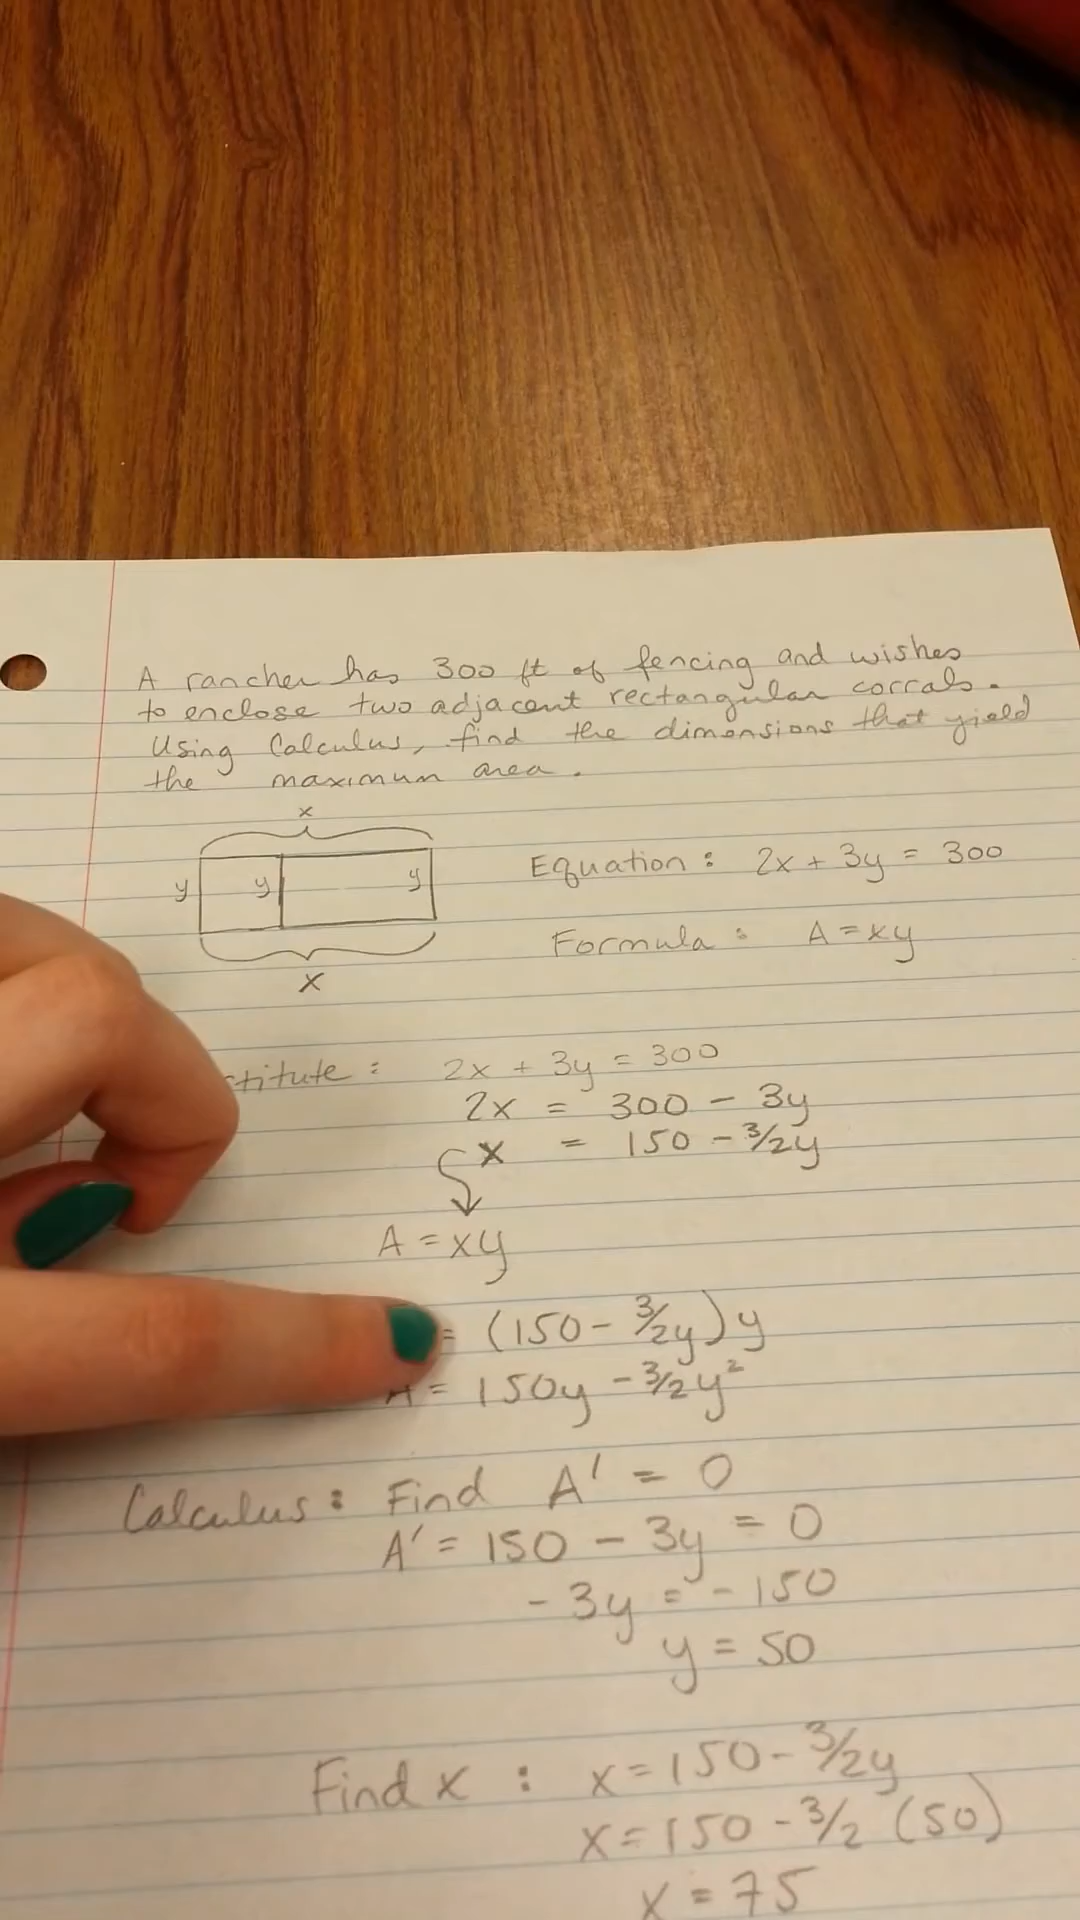 A rancher has 300 ft of fencing and wishes
to enclose two adjacent rectangular corrals.
Using Calculus, find the dimensions that yield
the maximum area.
x
y y y
x
Equation: 2x + 3y = 300
Formula: A = xy
2x + 3y = 300
2x = 300 - 3y
x = 150 - 3/2y
A = xy
= (150 - 3/2y) y
A = 150y - 3/2y²
Calculus: Find A' = 0
A' = 150 - 3y = 0
-3y = -150
y = 50
Find x : x = 150 - 3/2y
x = 150 - 3/2 (50)
x = 75